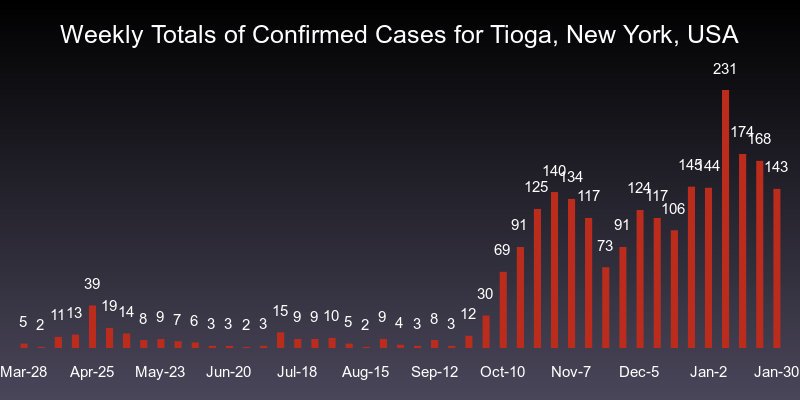 Weekly Totals of Confirmed Cases for Tioga, New York, USA
5 2 11 13 39 19 14 8 9 7 6 3 3 2 3 15 9 9 10 5 2 9 4 3 8 3 12 30 69 91 125 140 134 117 73 91 124 117 106 145 144 231 174 168 143
Mar-28 Apr-25 May-23 Jun-20 Jul-18 Aug-15 Sep-12 Oct-10 Nov-7 Dec-5 Jan-2 Jan-30